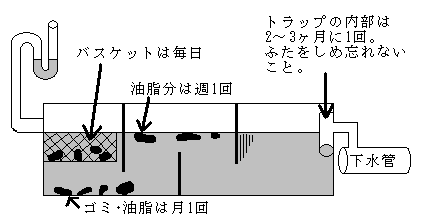 トラップの内部は
2〜3ヶ月に1回。
ふたをしめ忘れない
こと。
バスケットは毎日
油脂分は週1回
下水管
ゴミ・油脂は月1回